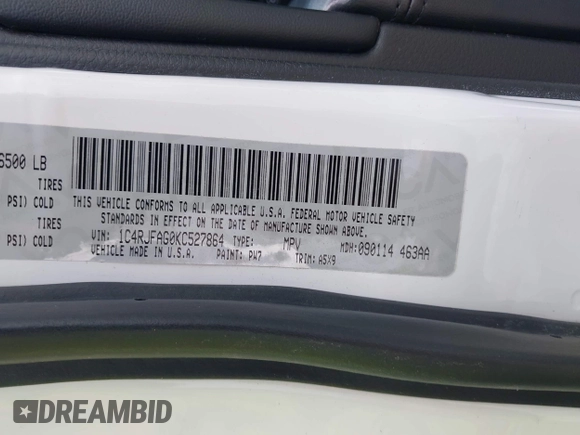 6500 LB
TIRES
PSI) COLD
TIRES
PSI) COLD
THIS VEHICLE CONFORMS TO ALL APPLICABLE U.S.A. FEDERAL MOTOR VEHICLE SAFETY
STANDARDS IN EFFECT ON THE DATE OF MANUFACTURE SHOWN ABOVE.
VIN: 1C4RJFAG0KC527864 TYPE: MPV MDH: 090114 463AA
VEHICLE MADE IN U.S.A. PAINT: PW7 TRIM: A5X9
DREAMBID